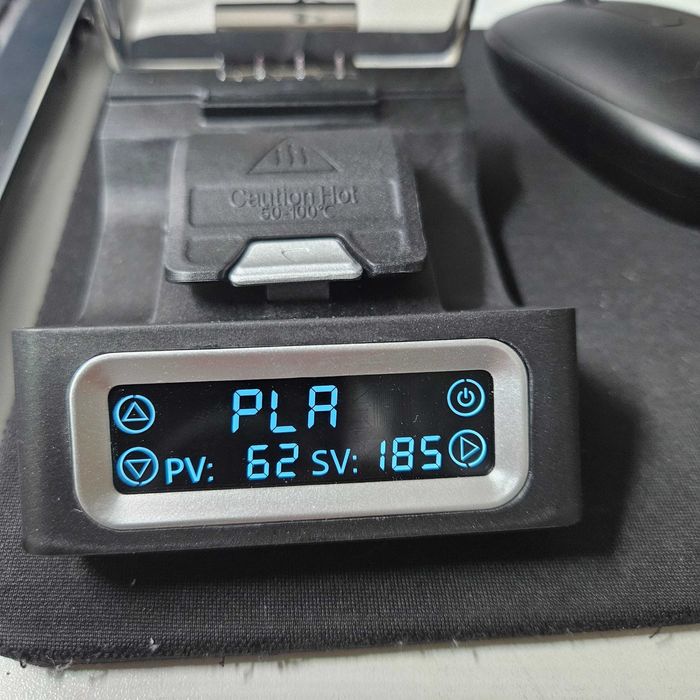 Caution Hot
50-100°C
PLA
PV: 62 SV: 185